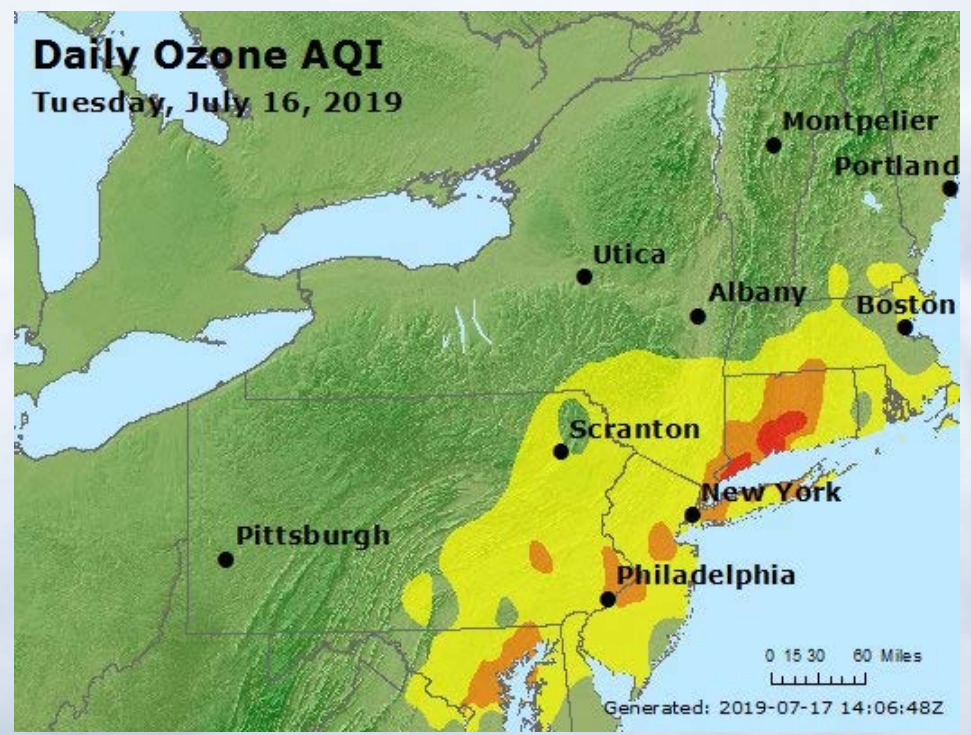 Daily Ozone AQI
Tuesday, July 16, 2019
Montpelier
Portland
Utica
Albany
Boston
Scranton
New York
Pittsburgh
Philadelphia
0 15 30 60 Miles
Generated: 2019-07-17 14:06:48Z